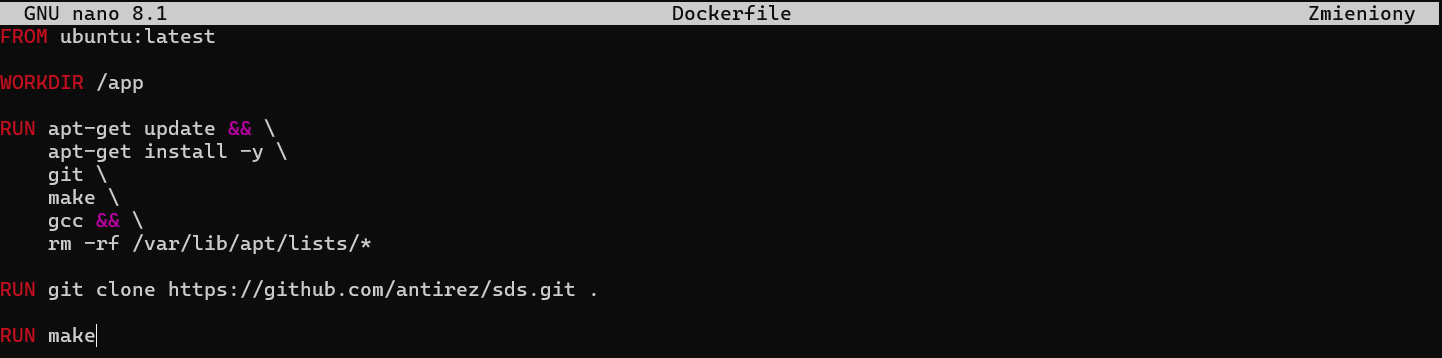 GNU nano 8.1 Dockerfile Zmieniony
FROM ubuntu:latest
WORKDIR /app
RUN apt-get update && \
apt-get install -y \
git \
make \
gcc && \
rm -rf /var/lib/apt/lists/*
RUN git clone https://github.com/antirez/sds.git .
RUN make